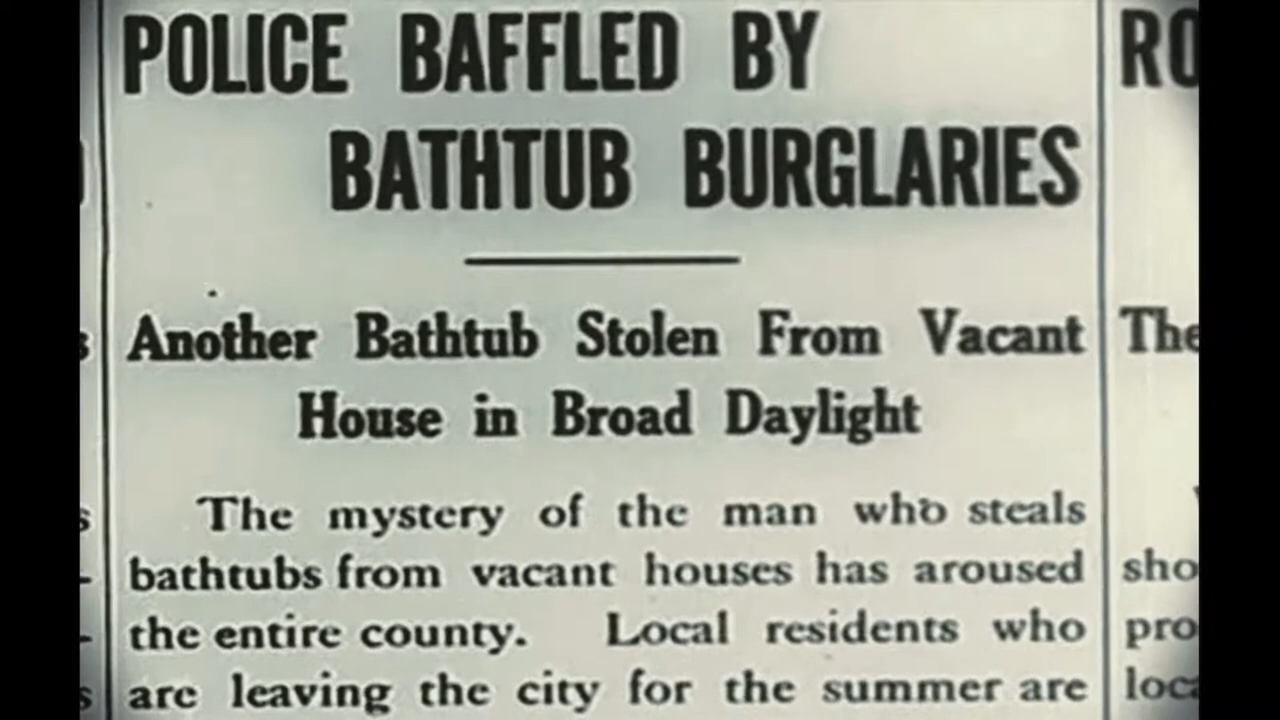 POLICE BAFFLED BY
BATHTUB BURGLARIES
Another Bathtub Stolen From Vacant
House in Broad Daylight
The mystery of the man who steals
bathtubs from vacant houses has aroused
the entire county. Local residents who
are leaving the city for the summer are
RO
The
sho
pro
loc